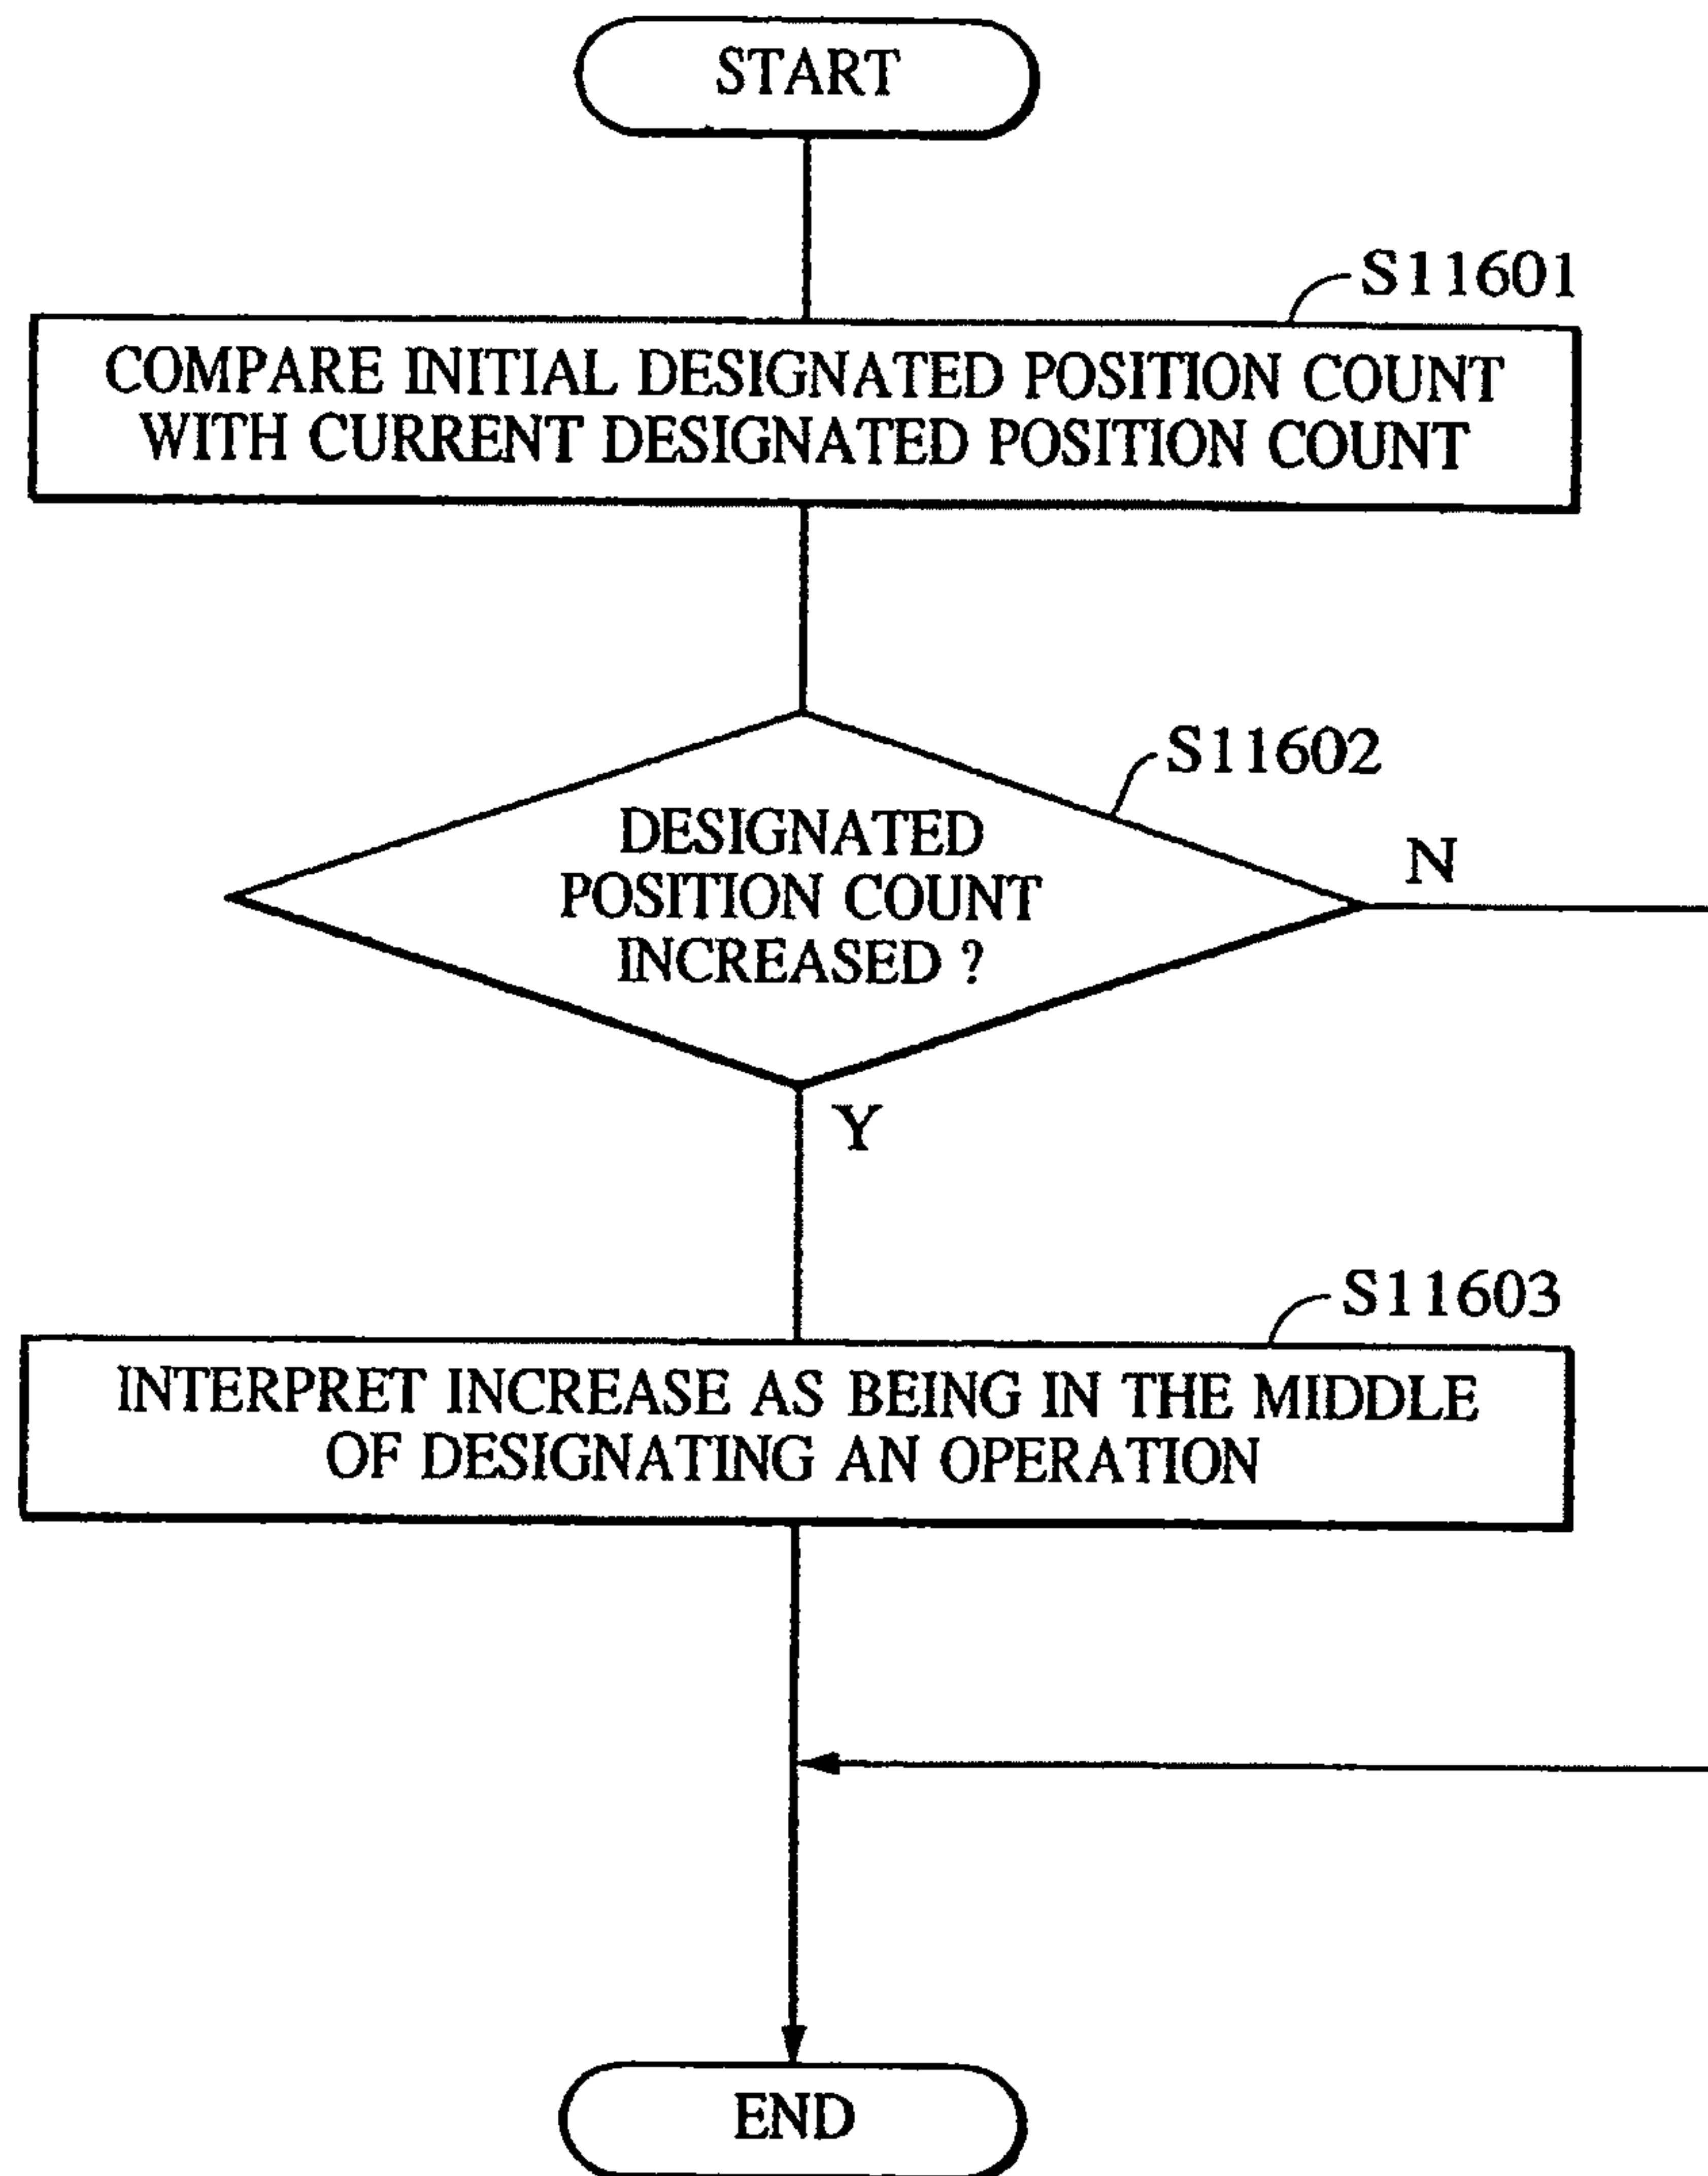 START
S11601
COMPARE INITIAL DESIGNATED POSITION COUNT
WITH CURRENT DESIGNATED POSITION COUNT
S11602
DESIGNATED
POSITION COUNT
INCREASED ?
N
Y
S11603
INTERPRET INCREASE AS BEING IN THE MIDDLE
OF DESIGNATING AN OPERATION
END